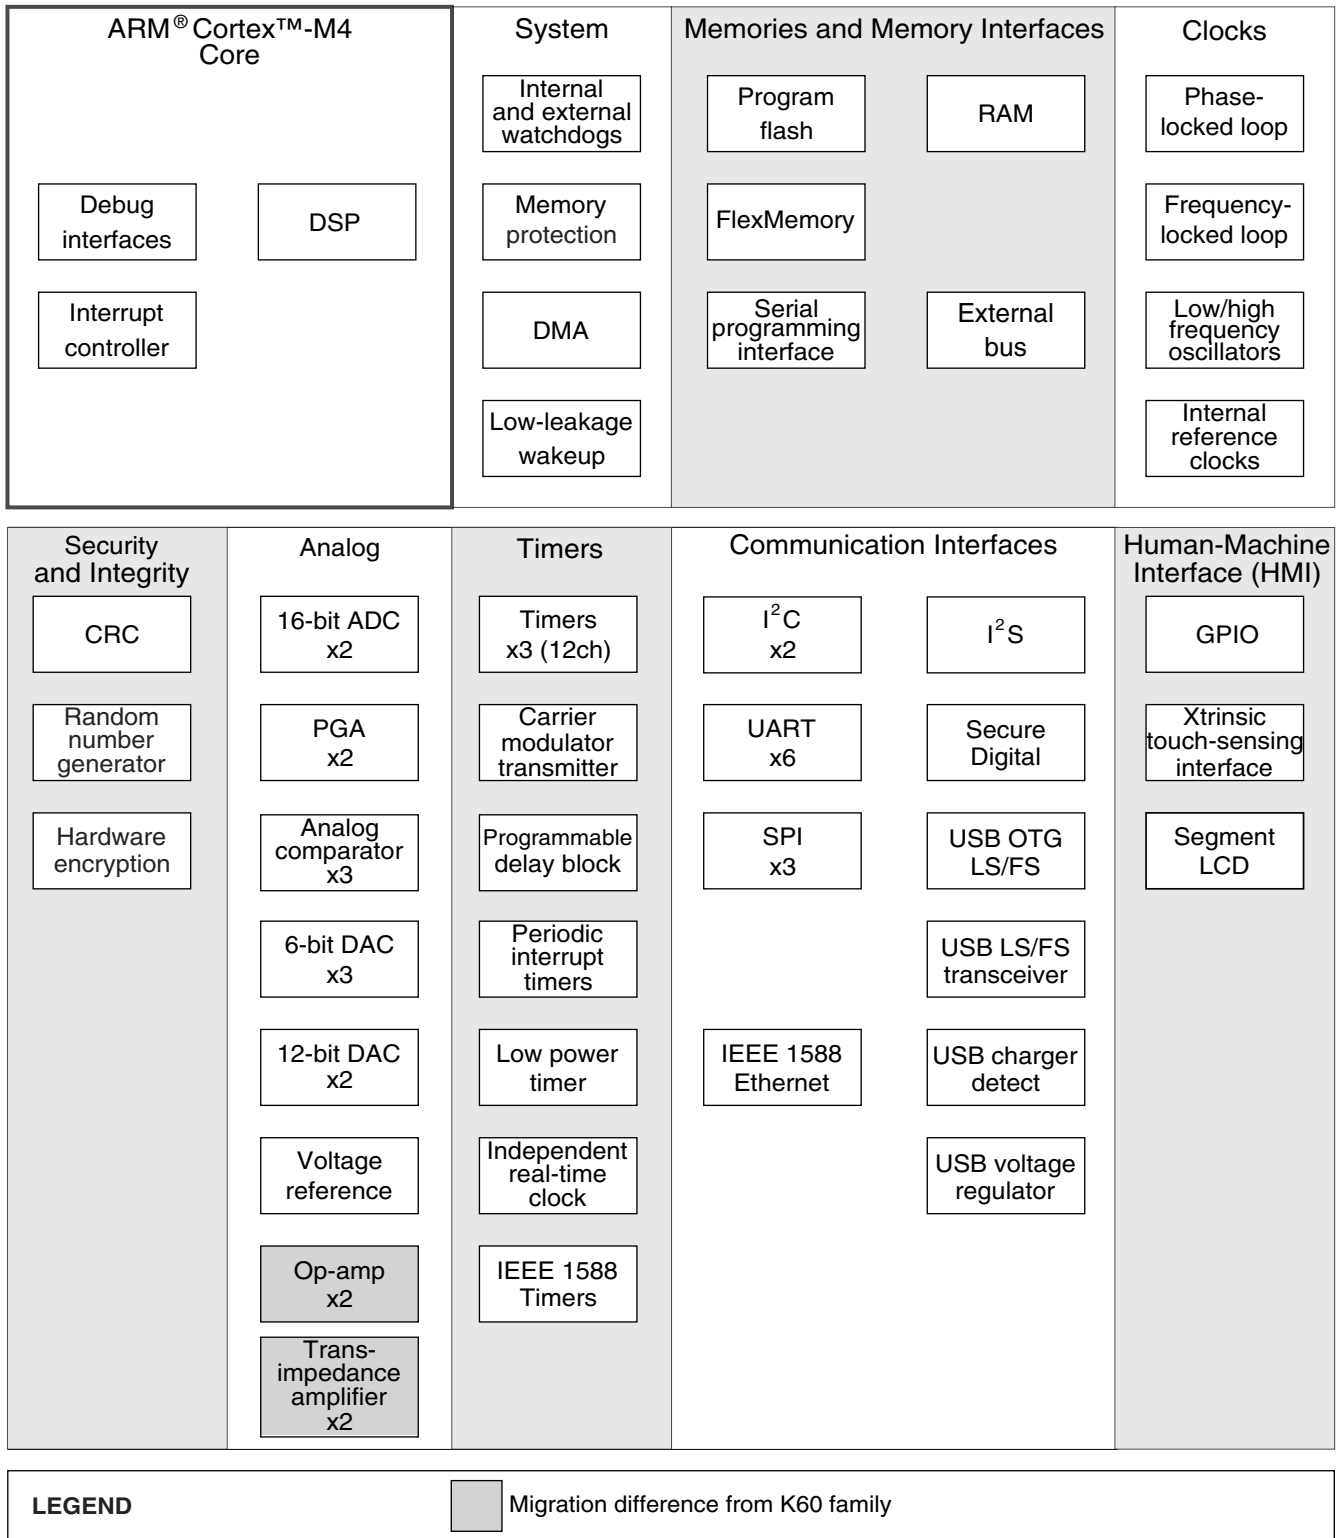 ARM® Cortex™-M4
Core
Debug
interfaces
DSP
Interrupt
controller
System
Internal
and external
watchdogs
Memory
protection
DMA
Low-leakage
wakeup
Memories and Memory Interfaces
Program
flash
RAM
FlexMemory
Serial
programming
interface
External
bus
Clocks
Phase-
locked loop
Frequency-
locked loop
Low/high
frequency
oscillators
Internal
reference
clocks
Security
and Integrity
CRC
Random
number
generator
Hardware
encryption
Analog
16-bit ADC
x2
PGA
x2
Analog
comparator
x3
6-bit DAC
x3
12-bit DAC
x2
Voltage
reference
Op-amp
x2
Trans-
impedance
amplifier
x2
Timers
Timers
x3 (12ch)
Carrier
modulator
transmitter
Programmable
delay block
Periodic
interrupt
timers
Low power
timer
Independent
real-time
clock
IEEE 1588
Timers
Communication Interfaces
I²C
x2
I²S
UART
x6
Secure
Digital
SPI
x3
USB OTG
LS/FS
USB LS/FS
transceiver
IEEE 1588
Ethernet
USB charger
detect
USB voltage
regulator
Human-Machine
Interface (HMI)
GPIO
Xtrinsic
touch-sensing
interface
Segment
LCD
LEGEND
Migration difference from K60 family